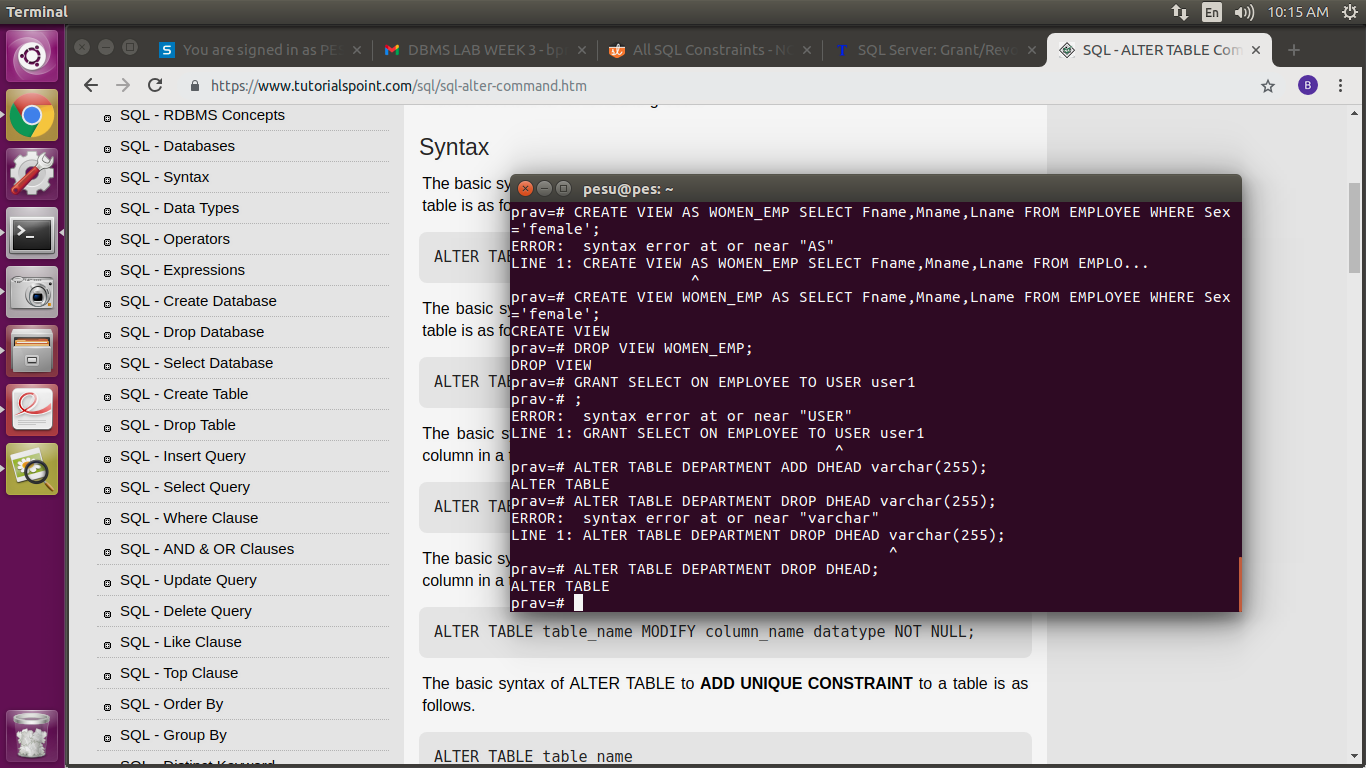 Terminal
En
10:15 AM
You are signed in as PE
DBMS LAB WEEK 3 - bp
All SQL Constraints - N
SQL Server: Grant/Revo
SQL - ALTER TABLE Com
https://www.tutorialspoint.com/sql/sql-alter-command.htm
B
SQL - RDBMS Concepts
SQL - Databases
SQL - Syntax
SQL - Data Types
SQL - Operators
SQL - Expressions
SQL - Create Database
SQL - Drop Database
SQL - Select Database
SQL - Create Table
SQL - Drop Table
SQL - Insert Query
SQL - Select Query
SQL - Where Clause
SQL - AND & OR Clauses
SQL - Update Query
SQL - Delete Query
SQL - Like Clause
SQL - Top Clause
SQL - Order By
SQL - Group By
SQL - Distinct Keyword
Syntax
The basic sy
table is as fo
ALTER TAB
The basic sy
table is as fo
ALTER TAB
The basic s
column in a t
ALTER TAB
The basic sy
column in a t
ALTER TABLE table_name MODIFY column_name datatype NOT NULL;
The basic syntax of ALTER TABLE to ADD UNIQUE CONSTRAINT to a table is as
follows.
ALTER TABLE table_name
pesu@pes: ~
prav=# CREATE VIEW AS WOMEN_EMP SELECT Fname,Mname,Lname FROM EMPLOYEE WHERE Sex
='female';
ERROR:  syntax error at or near "AS"
LINE 1: CREATE VIEW AS WOMEN_EMP SELECT Fname,Mname,Lname FROM EMPLO...
^
prav=# CREATE VIEW WOMEN_EMP AS SELECT Fname,Mname,Lname FROM EMPLOYEE WHERE Sex
='female';
CREATE VIEW
prav=# DROP VIEW WOMEN_EMP;
DROP VIEW
prav=# GRANT SELECT ON EMPLOYEE TO USER user1
prav-# ;
ERROR:  syntax error at or near "USER"
LINE 1: GRANT SELECT ON EMPLOYEE TO USER user1
^
prav=# ALTER TABLE DEPARTMENT ADD DHEAD varchar(255);
ALTER TABLE
prav=# ALTER TABLE DEPARTMENT DROP DHEAD varchar(255);
ERROR:  syntax error at or near "varchar"
LINE 1: ALTER TABLE DEPARTMENT DROP DHEAD varchar(255);
^
prav=# ALTER TABLE DEPARTMENT DROP DHEAD;
ALTER TABLE
prav=#